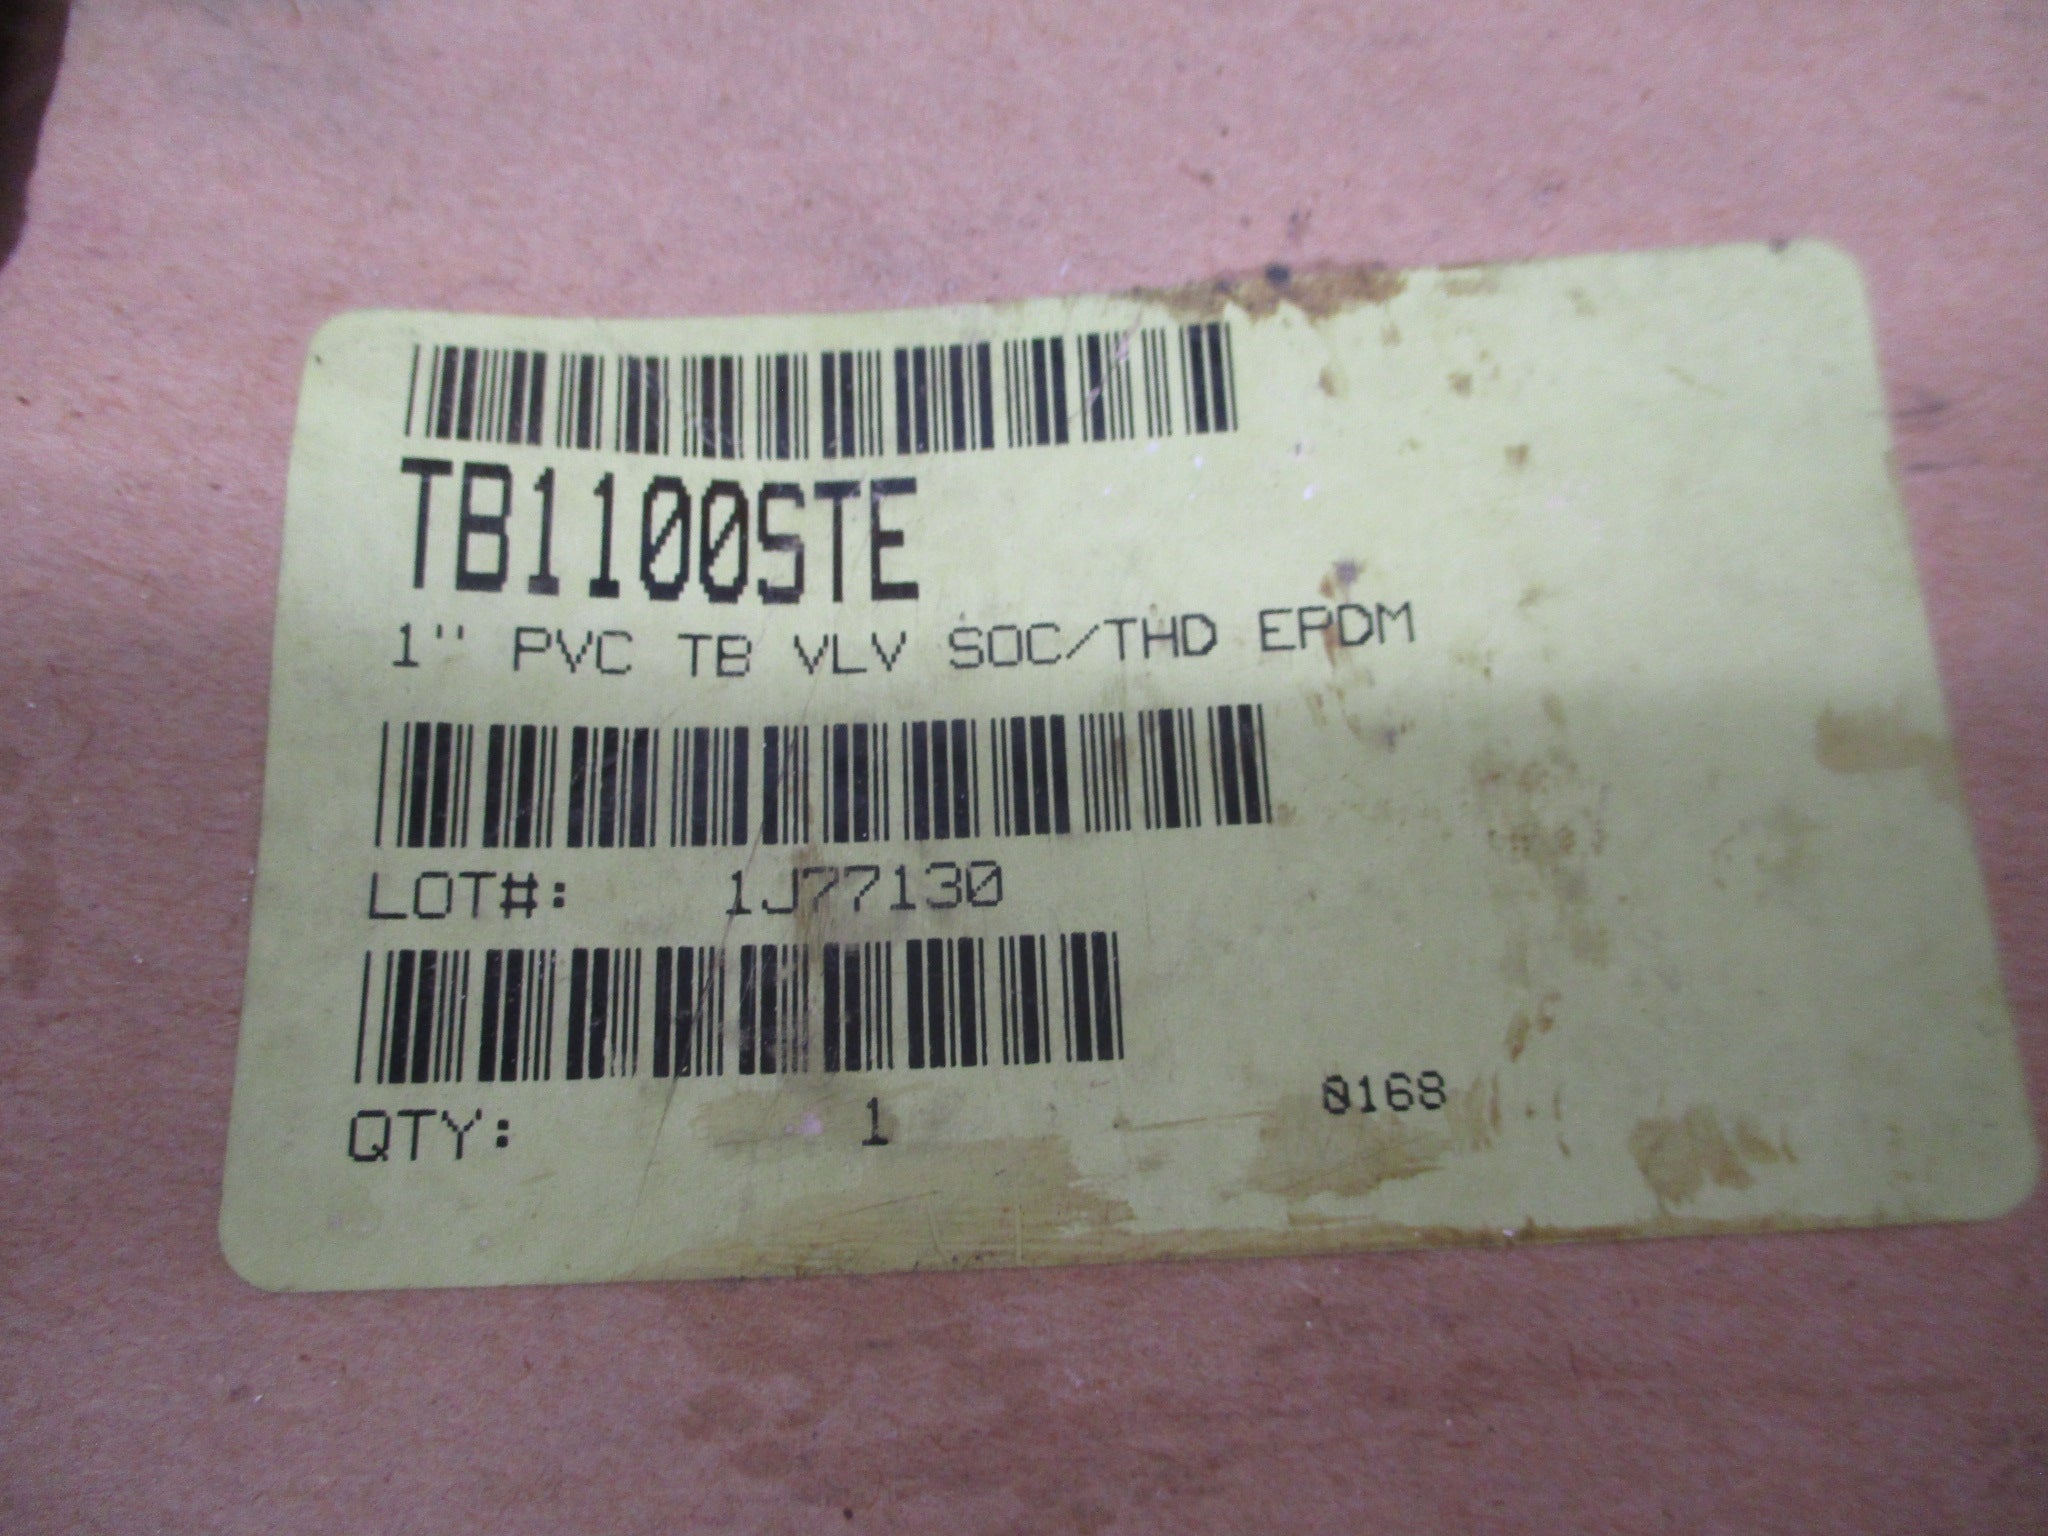 TB1100STE
1" PVC TB VLV SOC/THD EPDM
LOT#: 1J77130
QTY: 1 0168